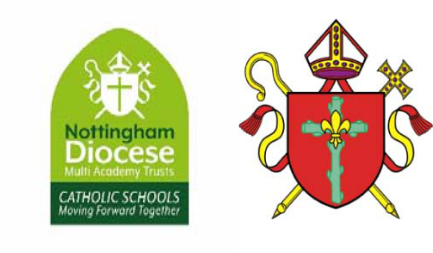 Nottingham
Diocese
Multi Academy Trusts
CATHOLIC SCHOOLS
Moving Forward Together